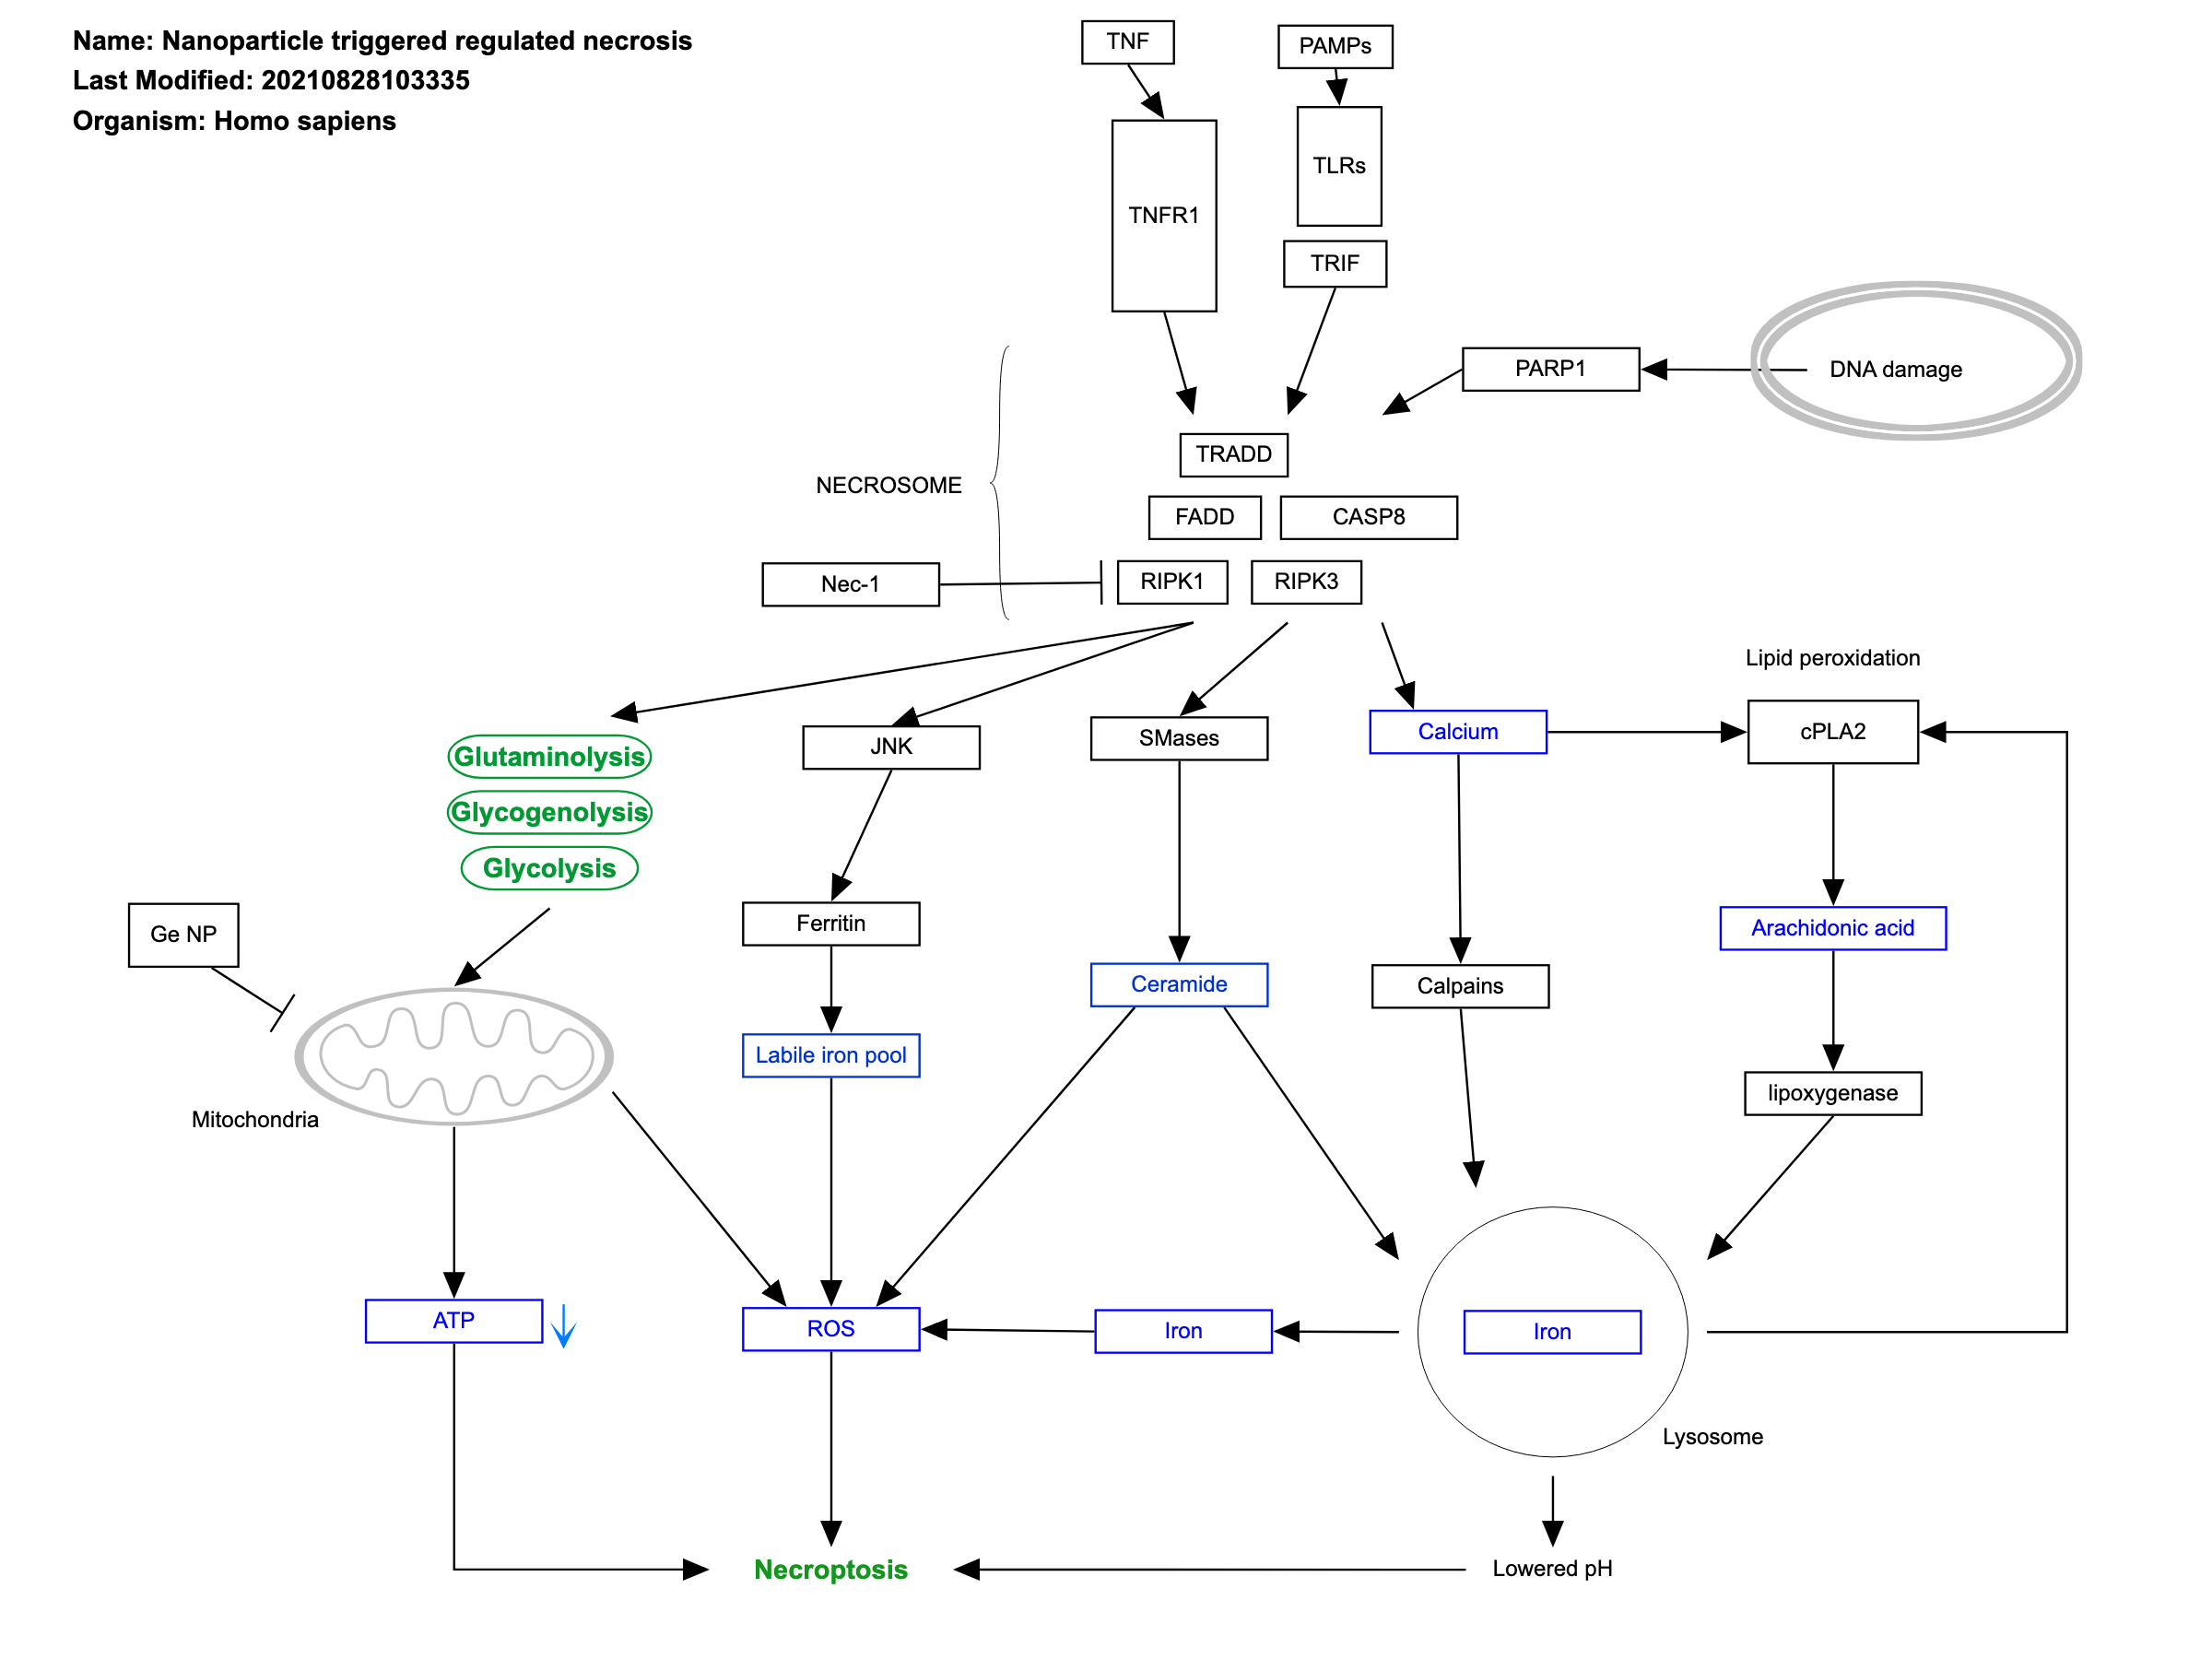 Name: Nanoparticle triggered regulated necrosis
Last Modified: 20210828103335
Organism: Homo sapiens
TNF
PAMPs
TLRs
TNFR1
TRIF
PARP1
DNA damage
TRADD
NECROSOME
FADD
CASP8
Nec-1
RIPK1
RIPK3
Lipid peroxidation
Glutaminolysis
JNK
SMases
Calcium
cPLA2
Glycogenolysis
Glycolysis
Ge NP
Ferritin
Arachidonic acid
Ceramide
Calpains
Labile iron pool
lipoxygenase
Mitochondria
ATP
ROS
Iron
Iron
Lysosome
Necroptosis
Lowered pH